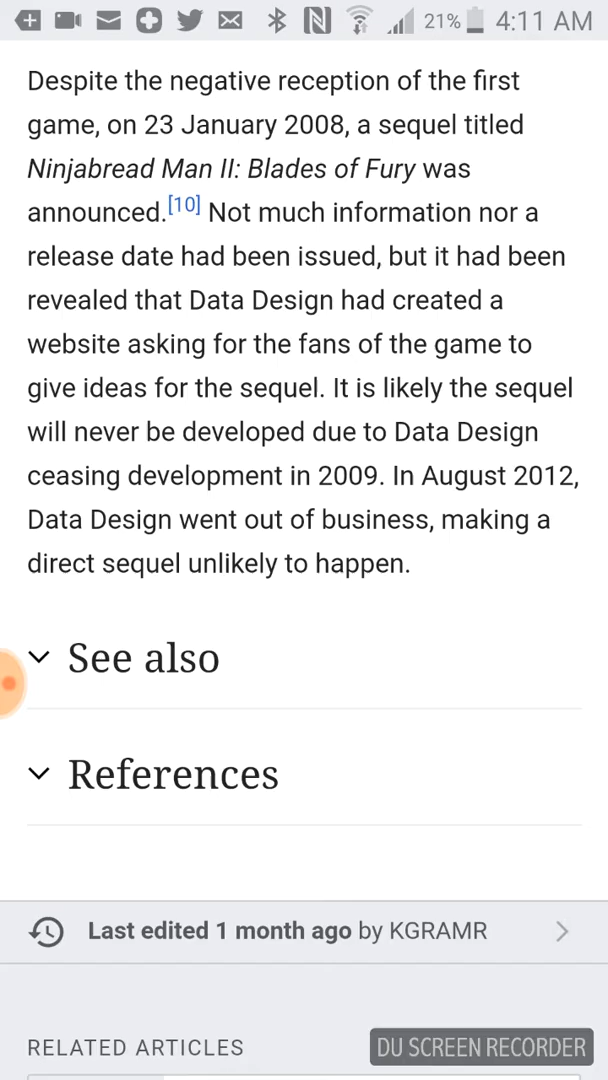 21% 4:11 AM
Despite the negative reception of the first
game, on 23 January 2008, a sequel titled
Ninjabread Man II: Blades of Fury was
announced.[10] Not much information nor a
release date had been issued, but it had been
revealed that Data Design had created a
website asking for the fans of the game to
give ideas for the sequel. It is likely the sequel
will never be developed due to Data Design
ceasing development in 2009. In August 2012,
Data Design went out of business, making a
direct sequel unlikely to happen.
See also
References
Last edited 1 month ago by KGRAMR
RELATED ARTICLES
DU SCREEN RECORDER